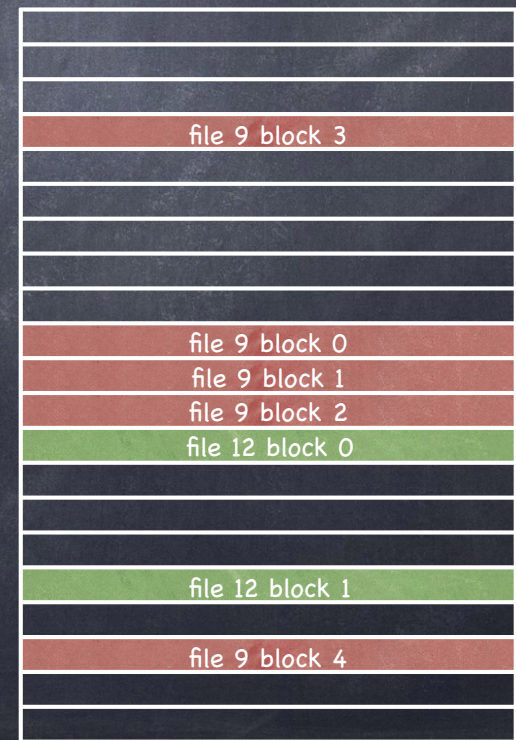 file 9 block 3
file 9 block 0
file 9 block 1
file 9 block 2
file 12 block 0
file 12 block 1
file 9 block 4